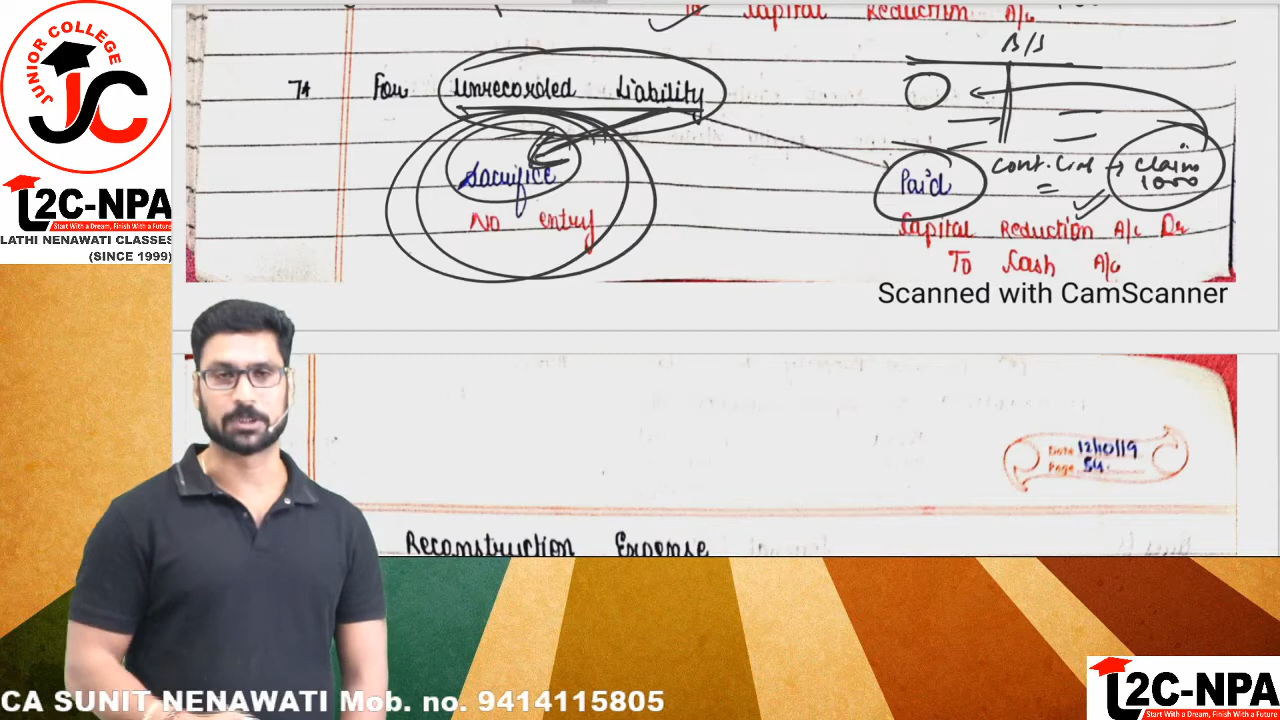 To Capital Reduction A/c
B/S
7# For Unrecorded Liability
Sacrifice
No entry
Paid
Cont. Liab → Claim
1000
Capital Reduction A/c Dr
To Cash A/c
Scanned with CamScanner
Date 12/10/19
Page 54.
Reconstruction Expense
JUNIOR COLLEGE
JC
L2C-NPA
Start With a Dream, Finish With a Future
LATHI NENAWATI CLASSES
(SINCE 1999)
CA SUNIT NENAWATI Mob. no. 9414115805
L2C-NPA
Start With a Dream, Finish With a Future